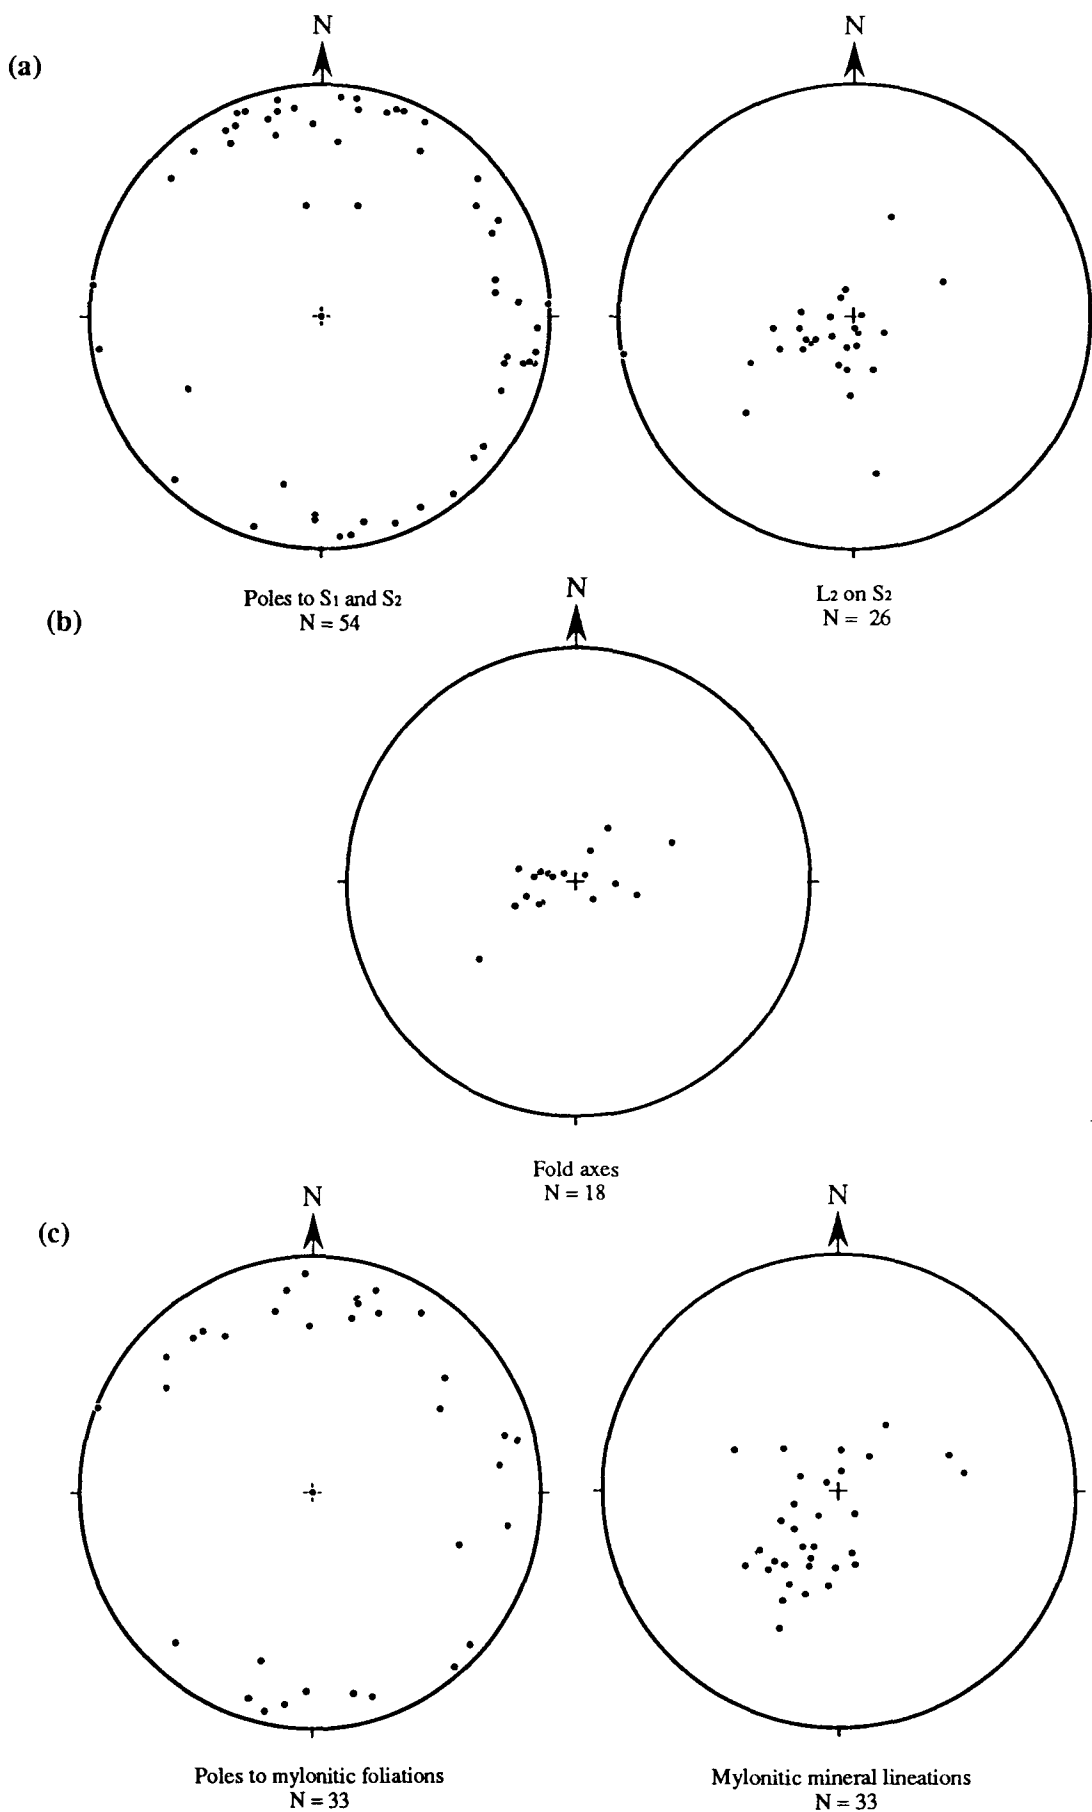 (a)
N
N
Poles to S1 and S2
N = 54
L2 on S2
N = 26
(b)
N
Fold axes
N = 18
(c)
N
N
Poles to mylonitic foliations
N = 33
Mylonitic mineral lineations
N = 33